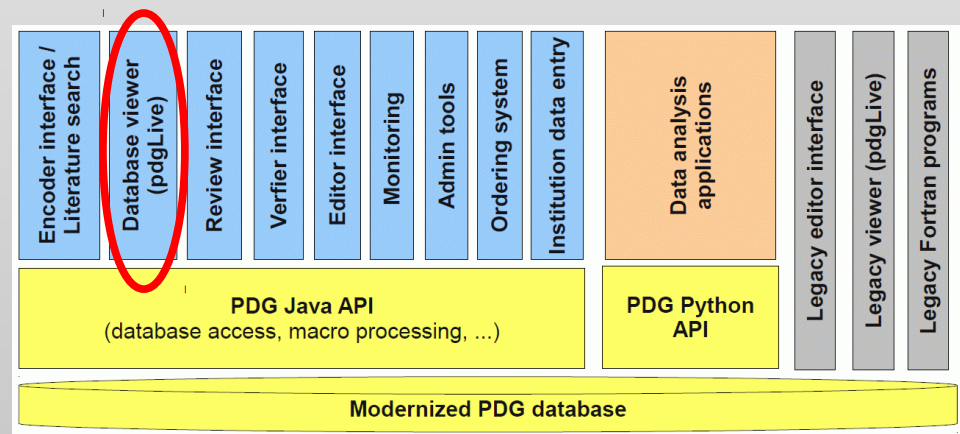 Encoder interface /
Literature search
Database viewer
(pdgLive)
Review interface
Verfier interface
Editor interface
Monitoring
Admin tools
Ordering system
Institution data entry
Data analysis
applications
Legacy editor interface
Legacy viewer (pdgLive)
Legacy Fortran programs
PDG Java API
(database access, macro processing, ...)
PDG Python
API
Modernized PDG database